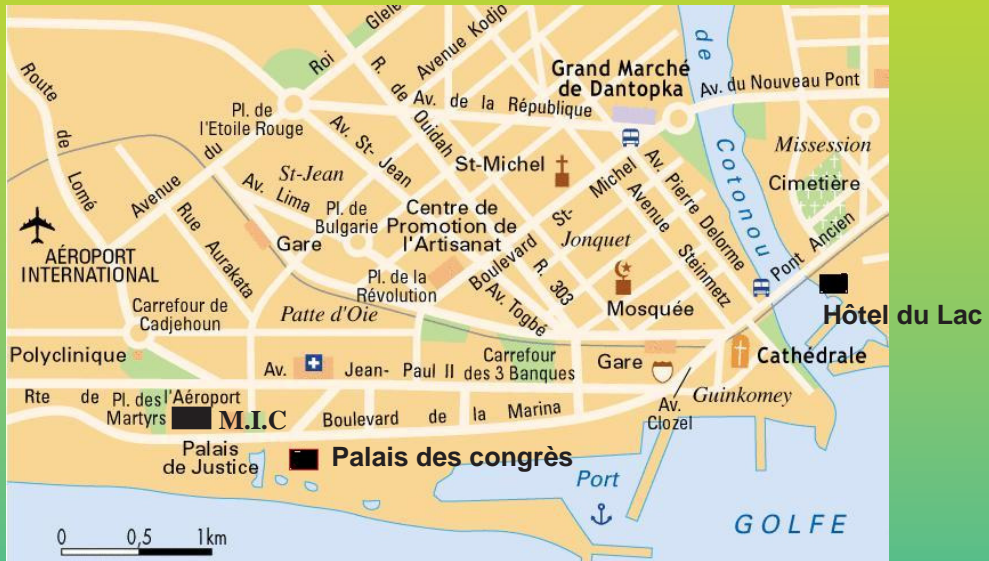 Route de Lomé
Glélé
Roi
Avenue du
Avenue Kodjo
R. de Ouidah
de
Cotonou
Grand Marché
de Dantopka
Av. du Nouveau Pont
Pl. de
l'Etoile Rouge
Av. de la République
Av. St-Jean
St-Jean
St-Michel
Missession
Cimetière
Av. Lima
Pl. de
Bulgarie
Centre de
Promotion de
l'Artisanat
Boulevard St-Michel
Av. Pierre Delorme
Avenue Steinmetz
Jonquet
Pont Ancien
AÉROPORT
INTERNATIONAL
Rue Aurakata
Gare
Pl. de la
Révolution
R. 303
Av. Togbé
Mosquée
Hôtel du Lac
Carrefour de
Cadjehoun
Patte d'Oie
Polyclinique
Av. Jean-Paul II
Carrefour
des 3 Banques
Gare
Cathédrale
Rte de l'Aéroport
Pl. des
Martyrs
M.I.C
Boulevard de la Marina
Av.
Clozel
Guinkomey
Palais
de Justice
Palais des congrès
Port
GOLFE
0 0,5 1km